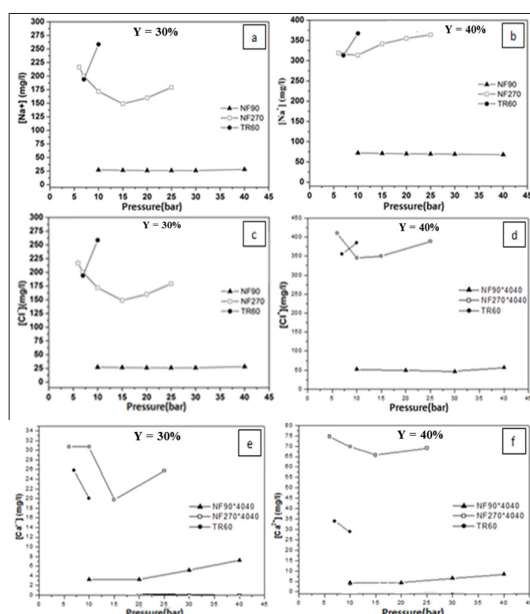 Y = 30%
a
[Na+] (mg/l)
300
275
250
225
200
175
150
125
100
75
50
25
0
NF90
NF270
TR60
0 5 10 15 20 25 30 35 40 45
Pressure(bar)
Y = 40%
b
[Na⁺] (mg/l)
450
400
350
300
250
200
150
100
50
0
NF90
NF270
TR60
0 5 10 15 20 25 30 35 40 45
Pressure(bar)
Y = 30%
c
[Cl⁻](mg/l)
300
275
250
225
200
175
150
125
100
75
50
25
0
NF90
NF270
TR60
0 5 10 15 20 25 30 35 40 45
Pressure(bar)
Y = 40%
d
[Cl⁻](mg/l)
450
400
350
300
250
200
150
100
50
0
NF90*4040
NF270*4040
TR60
0 5 10 15 20 25 30 35 40 45
Pressure(bar)
Y = 30%
e
(mg/l)
32
30
28
26
24
22
20
18
16
14
12
10
8
6
4
2
0
NF90*4040
NF270*4040
TR60
0 5 10 15 20 25 30 35 40 45
Pressure(bar)
Y = 40%
f
[Ca²⁺] (mg/l)
80
75
70
65
60
55
50
45
40
35
30
25
20
15
10
5
0
NF90*4040
NF270*4040
TR60
0 5 10 15 20 25 30 35 40 45
Pressure(bar)